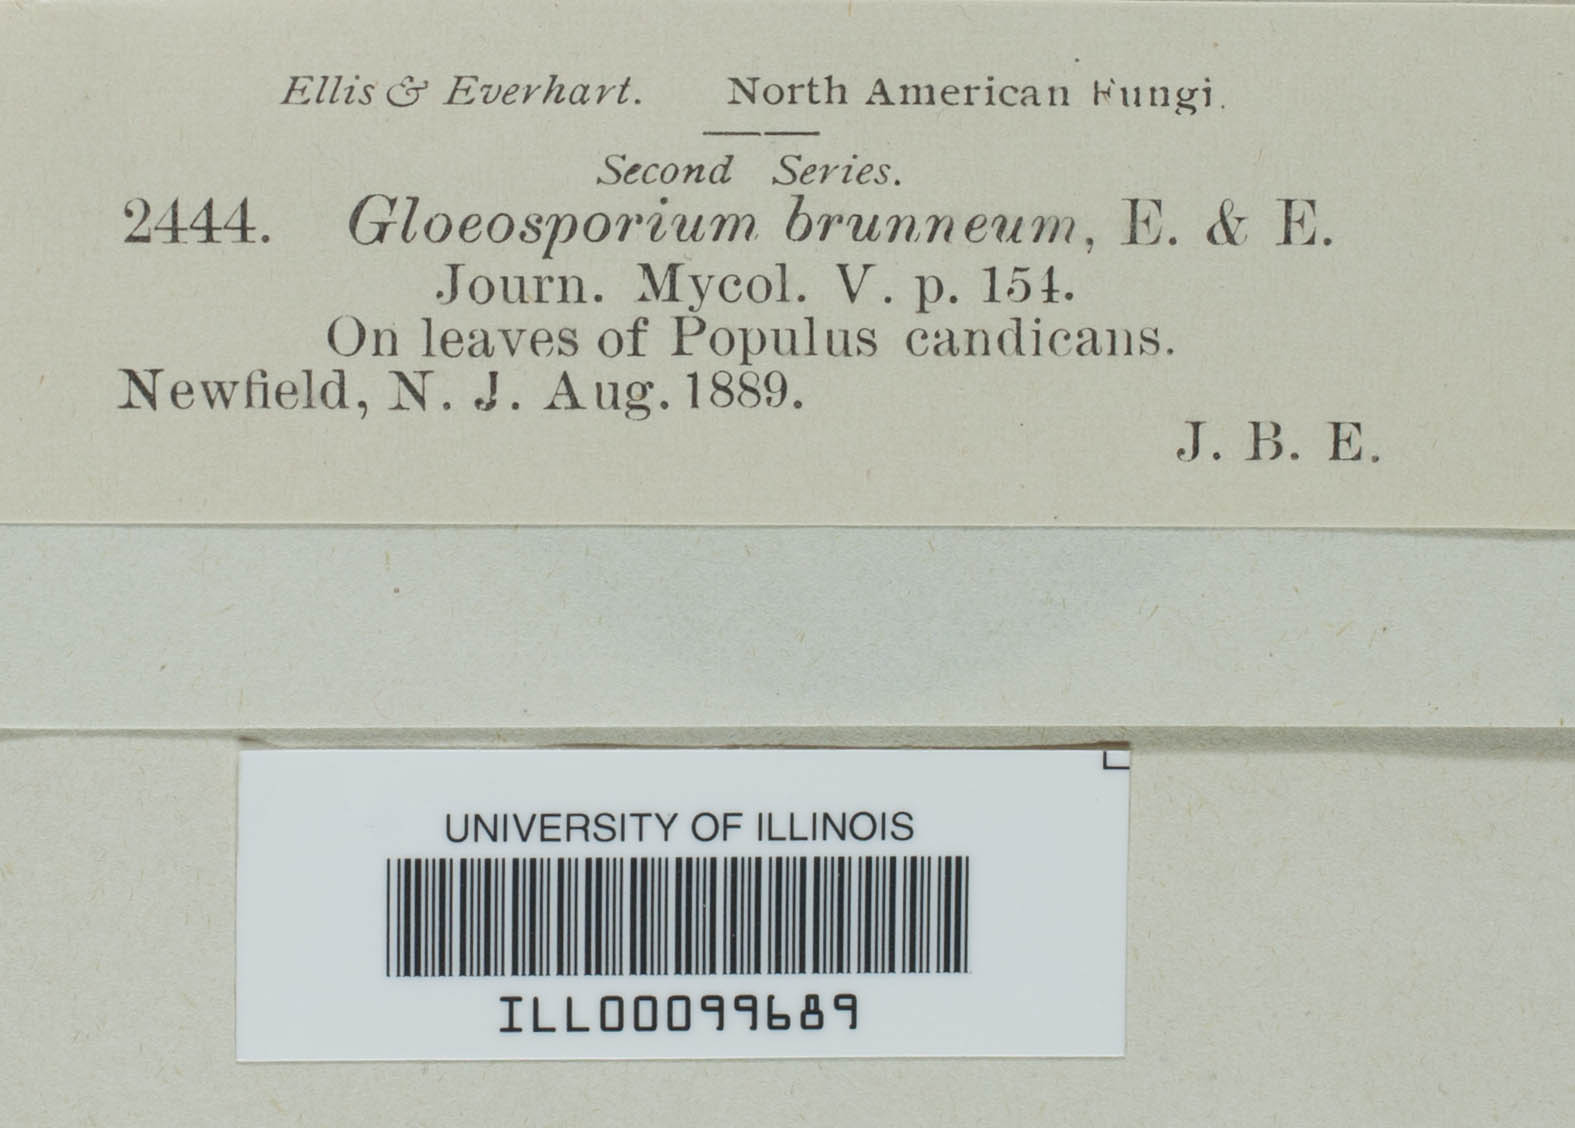 Ellis & Everhart. North American Fungi.
Second Series.
2444. Gloeosporium brunneum, E. & E.
Journ. Mycol. V. p. 154.
On leaves of Populus candicans.
Newfield, N. J. Aug. 1889.
J. B. E.
UNIVERSITY OF ILLINOIS
ILL00099689